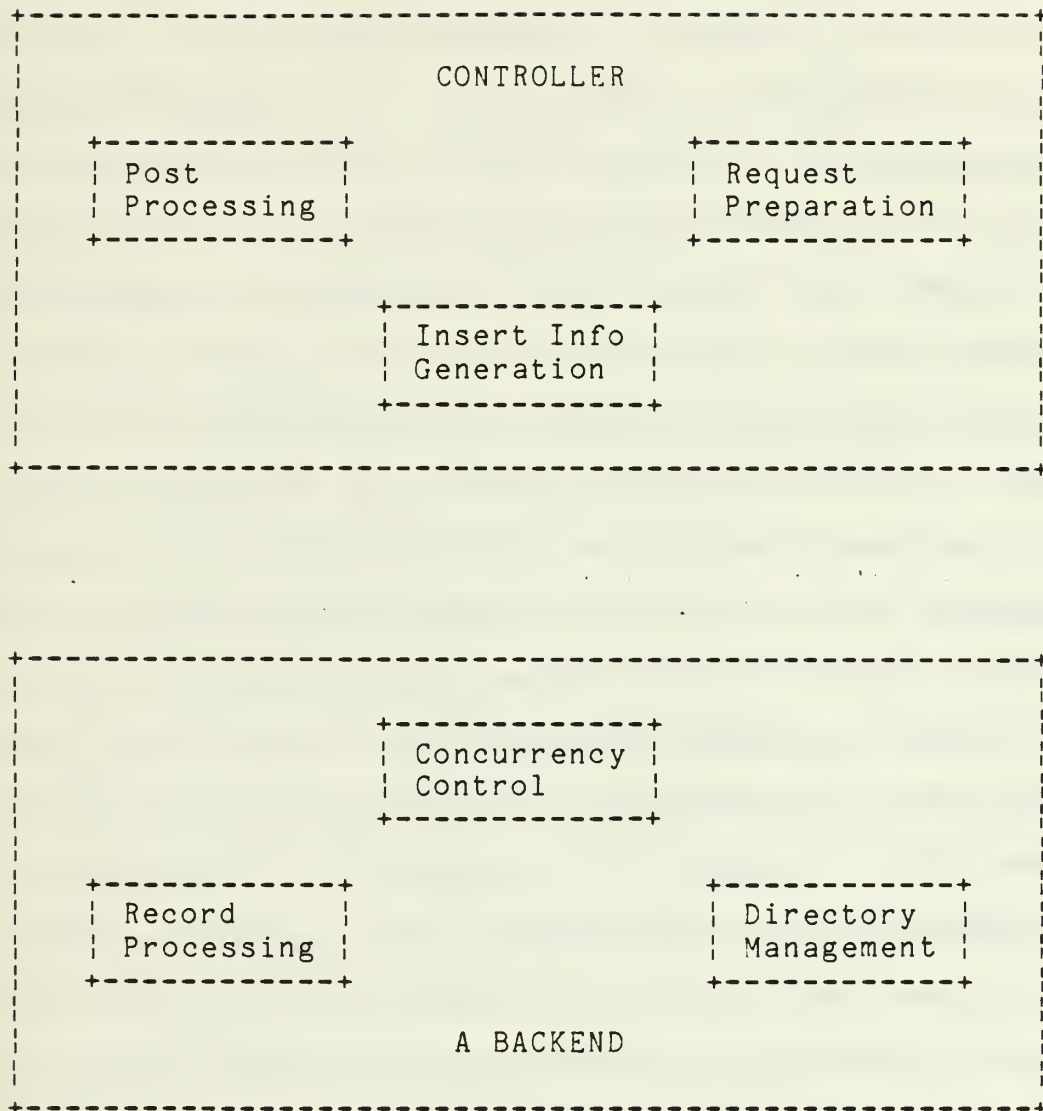 CONTROLLER
Post
Processing
Request
Preparation
Insert Info
Generation
Concurrency
Control
Record
Processing
Directory
Management
A BACKEND